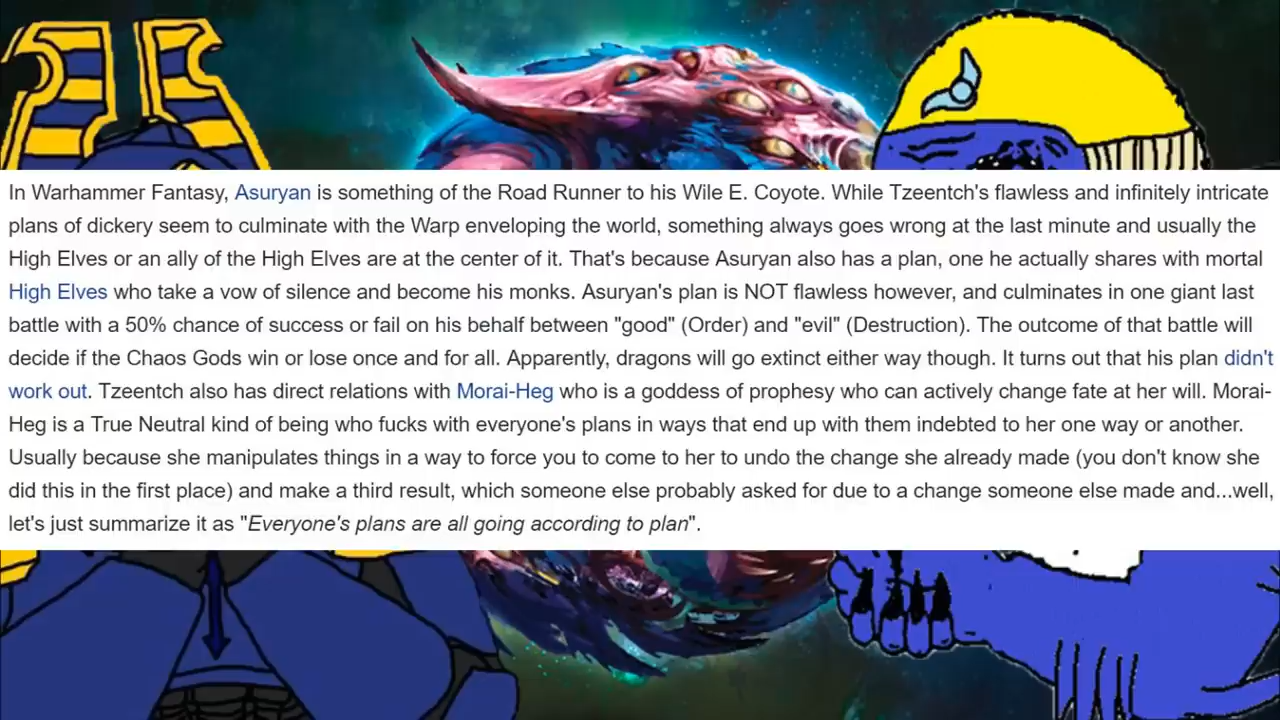 In Warhammer Fantasy, Asuryan is something of the Road Runner to his Wile E. Coyote. While Tzeentch's flawless and infinitely intricate
plans of dickery seem to culminate with the Warp enveloping the world, something always goes wrong at the last minute and usually the
High Elves or an ally of the High Elves are at the center of it. That's because Asuryan also has a plan, one he actually shares with mortal
High Elves who take a vow of silence and become his monks. Asuryan's plan is NOT flawless however, and culminates in one giant last
battle with a 50% chance of success or fail on his behalf between "good" (Order) and "evil" (Destruction). The outcome of that battle will
decide if the Chaos Gods win or lose once and for all. Apparently, dragons will go extinct either way though. It turns out that his plan didn't
work out. Tzeentch also has direct relations with Morai-Heg who is a goddess of prophesy who can actively change fate at her will. Morai-
Heg is a True Neutral kind of being who fucks with everyone's plans in ways that end up with them indebted to her one way or another.
Usually because she manipulates things in a way to force you to come to her to undo the change she already made (you don't know she
did this in the first place) and make a third result, which someone else probably asked for due to a change someone else made and...well,
let's just summarize it as "Everyone's plans are all going according to plan".